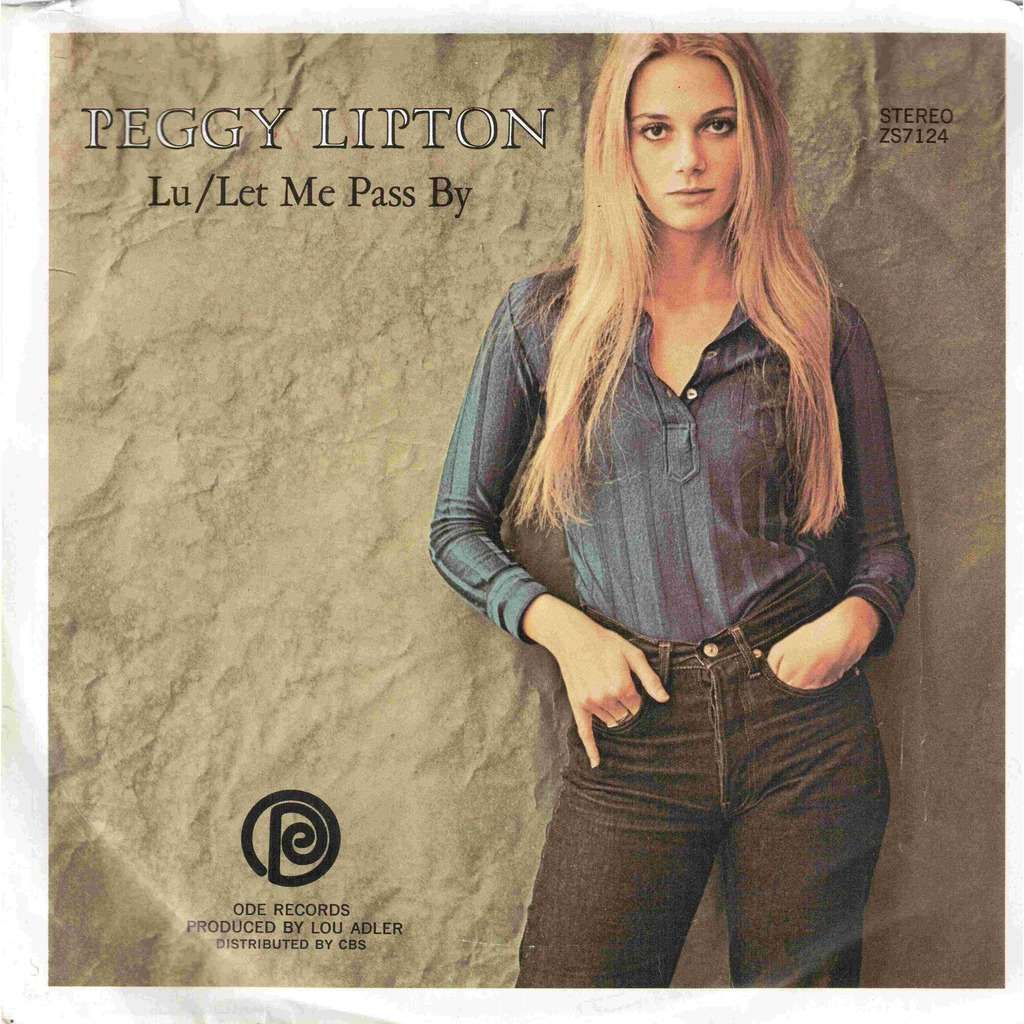 PEGGY LIPTON
Lu/Let Me Pass By
STEREO
ZS7124
ODE RECORDS
PRODUCED BY LOU ADLER
DISTRIBUTED BY CBS